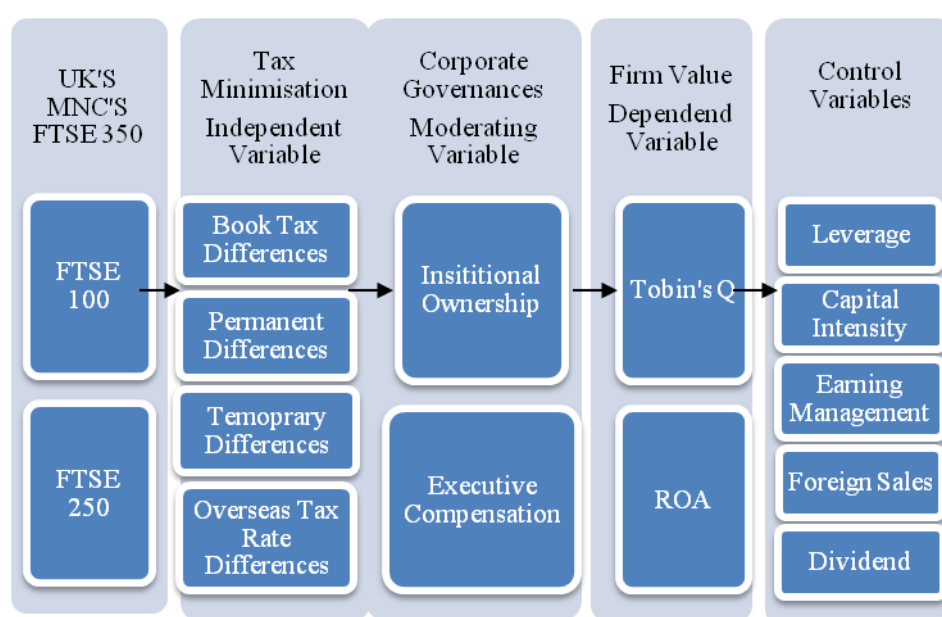 UK'S
MNC'S
FTSE 350
FTSE
100
FTSE
250
Tax
Minimisation
Independent
Variable
Book Tax
Differences
Permanent
Differences
Temoprary
Differences
Overseas Tax
Rate
Differences
Corporate
Governances
Moderating
Variable
Insititional
Ownership
Executive
Compensation
Firm Value
Dependend
Variable
Tobin's Q
ROA
Control
Variables
Leverage
Capital
Intensity
Earning
Management
Foreign Sales
Dividend